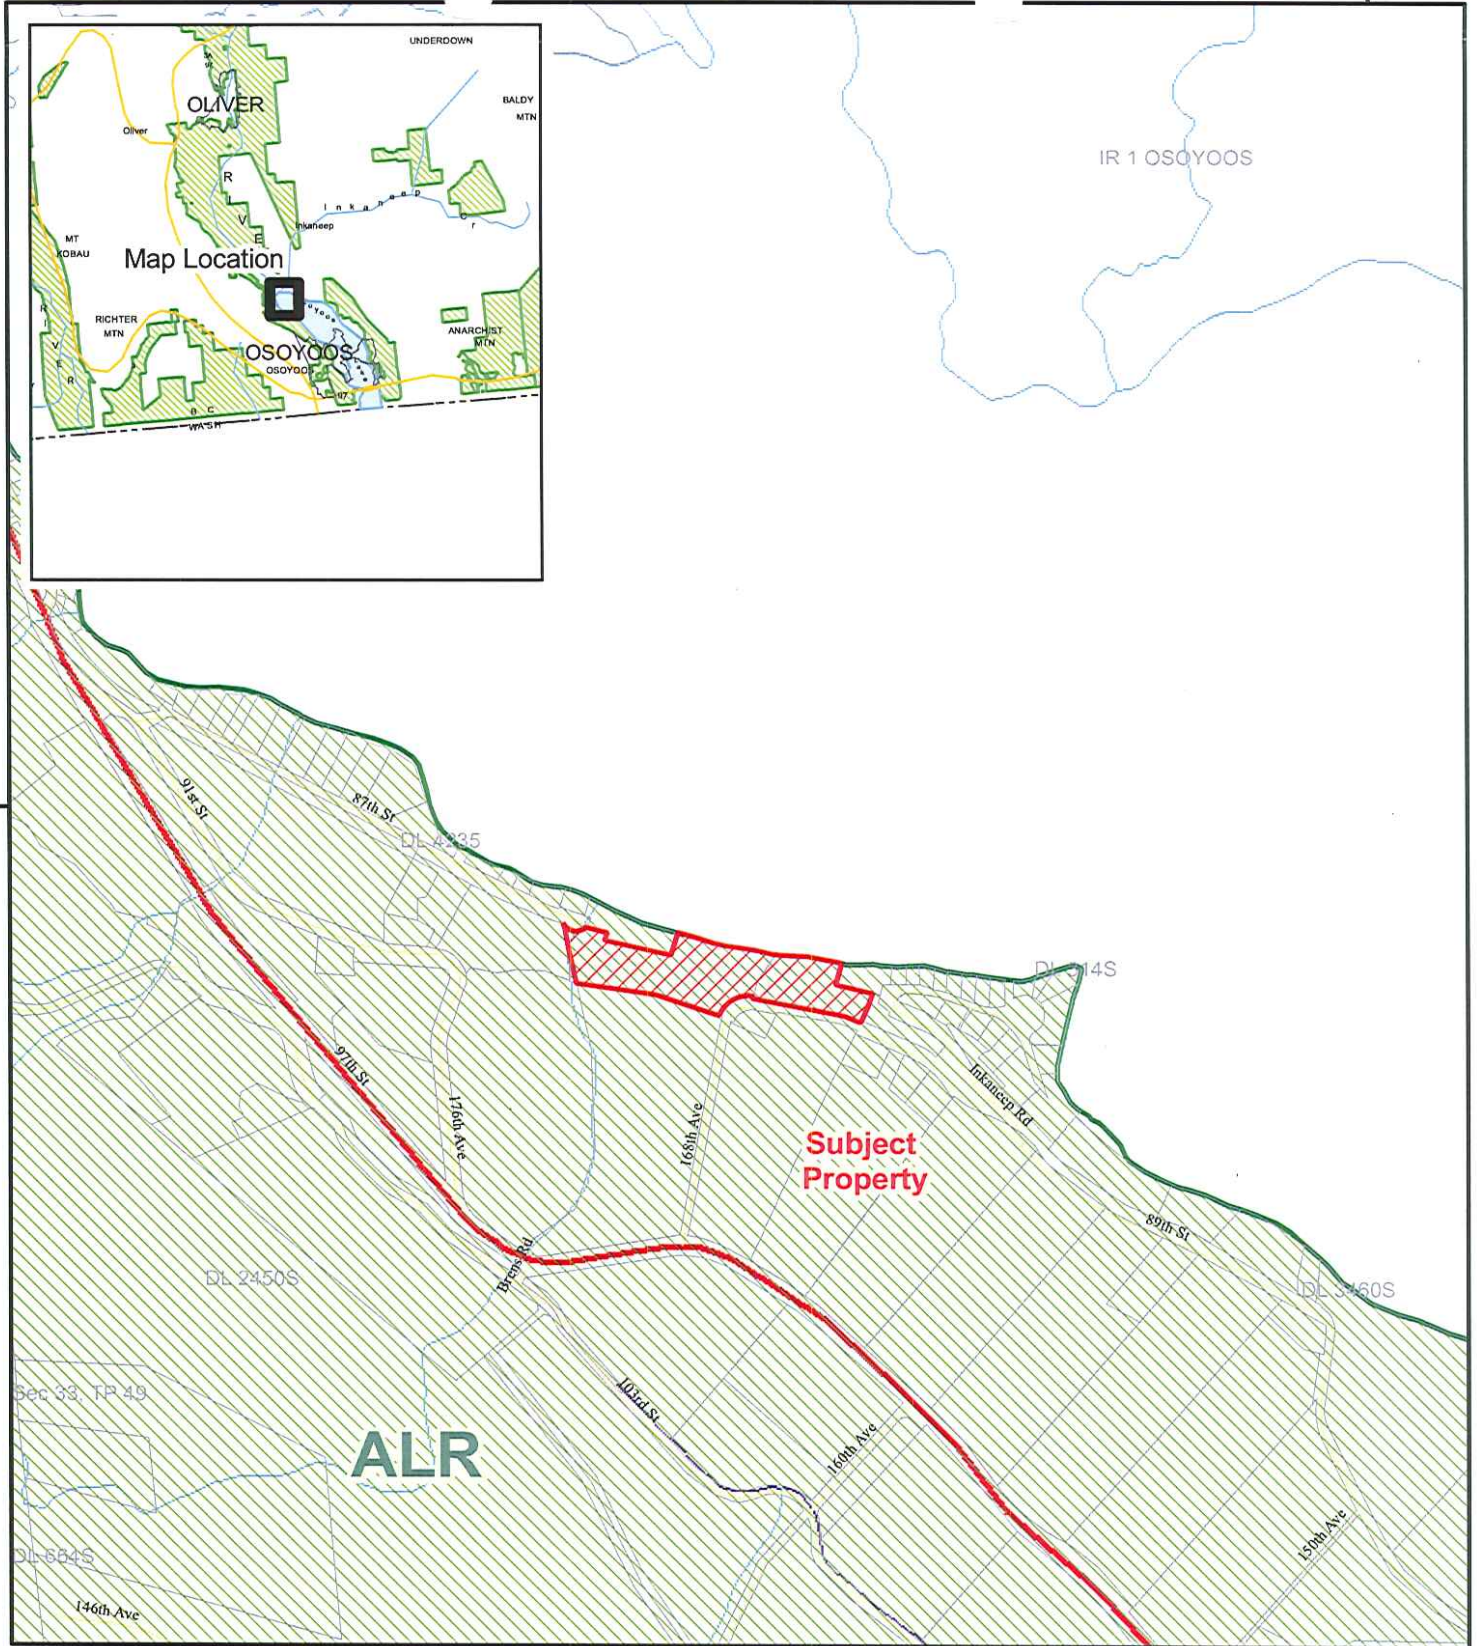 UNDERDOWN
BALDY
MTN
OLIVER
Oliver
R
I
V
E
Inkaneep
Cr
Inkaneep
MT
KOBAU
Map Location
RICHTER
MTN
R
I
V
E
R
ANARCHIST
MTN
OSOYOOS
OSOYOOS
97
B C
WASH
IR 1 OSOYOOS
91st St
87th St
DL 4235
DL 314S
97th St
176th Ave
168th Ave
Inkaneep Rd
Subject
Property
89th St
Brens Rd
DL 2450S
DL 3460S
103rd St
Sec 33, TP 49
160th Ave
ALR
150th Ave
DL 664S
146th Ave